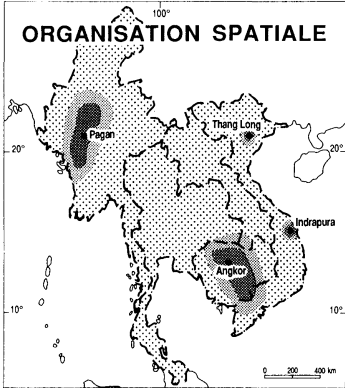 ORGANISATION SPATIALE
100°
Thang Long
Pagan
20°
20°
Indrapura
Angkor
10°
10°
0 200 400 km